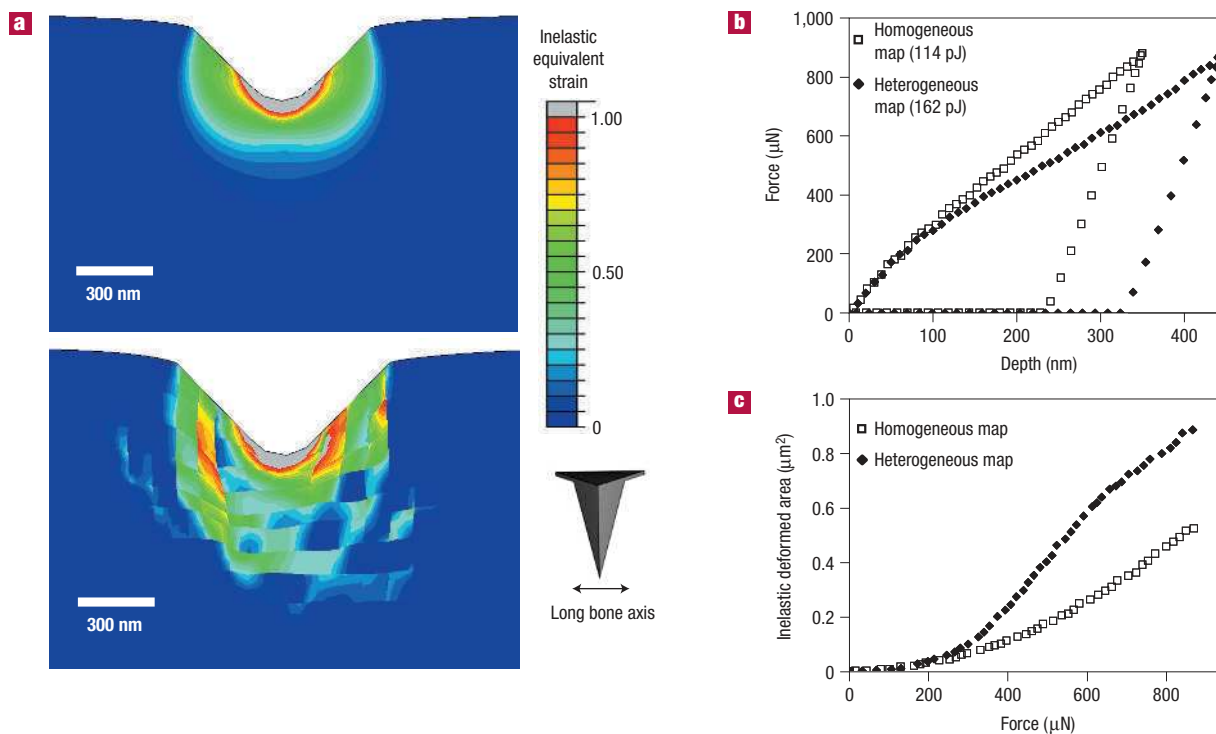 a
Inelastic
equivalent
strain
1.00
0.50
0
300 nm
300 nm
Long bone axis
b
1,000
800
600
400
200
0
Force (μN)
Homogeneous
map (114 pJ)
Heterogeneous
map (162 pJ)
0 100 200 300 400
Depth (nm)
c
1.0
0.8
0.6
0.4
0.2
0
Inelastic deformed area (μm²)
Homogeneous map
Heterogeneous map
0 200 400 600 800
Force (μN)